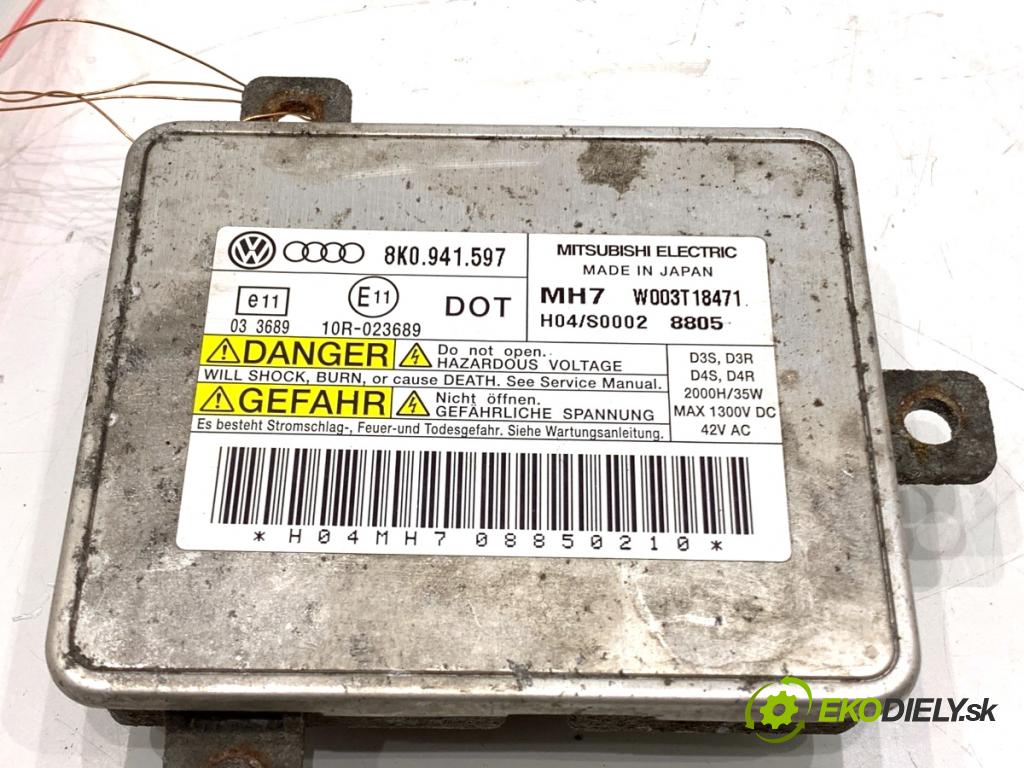 8K0.941.597
MITSUBISHI ELECTRIC
MADE IN JAPAN
e11
E11
DOT
03 3689
10R-023689
MH7 W003T18471
H04/S0002 8805
DANGER
Do not open.
HAZARDOUS VOLTAGE
WILL SHOCK, BURN, or cause DEATH. See Service Manual.
GEFAHR
Nicht öffnen.
GEFÄHRLICHE SPANNUNG
Es besteht Stromschlag-, Feuer-und Todesgefahr. Siehe Wartungsanleitung.
D3S, D3R
D4S, D4R
2000H/35W
MAX 1300V DC
42V AC
*H04MH708850210*
EKODIELY.sk